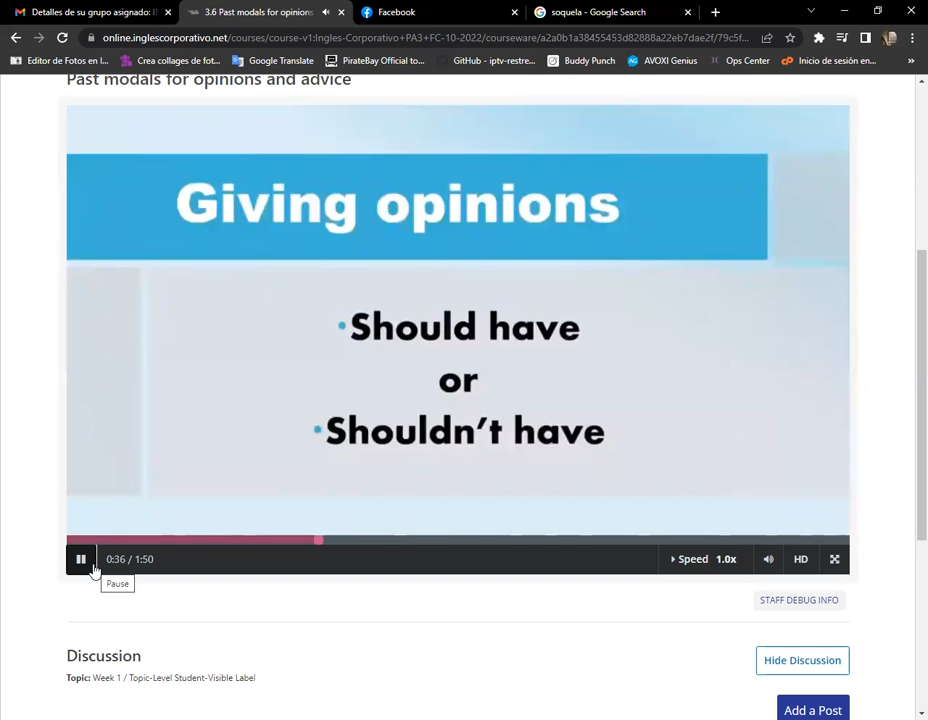 Detalles de su grupo asignado: I
3.6 Past modals for opinions
Facebook
soquela - Google Search
online.inglescorporativo.net/courses/course-v1:Ingles-Corporativo+PA3+FC-10-2022/courseware/a2a0b1a38455453d82888a22eb7dae2f/79c5f...
Editor de Fotos en l...
Crea collages de fot...
Google Translate
PirateBay Official to...
GitHub - iptv-restre...
Buddy Punch
AVOXI Genius
Ops Center
Inicio de sesión en...
»
Past modals for opinions and advice
Giving opinions
•Should have
or
•Shouldn't have
0:36 / 1:50
Speed 1.0x
HD
Pause
STAFF DEBUG INFO
Discussion
Hide Discussion
Topic: Week 1 / Topic-Level Student-Visible Label
Add a Post